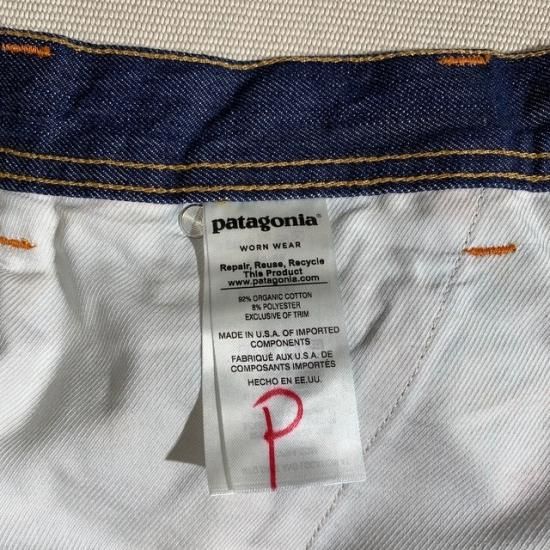 patagonia®
WORN WEAR
Repair, Reuse, Recycle
This Product
www.patagonia.com
92% ORGANIC COTTON
8% POLYESTER
EXCLUSIVE OF TRIM
MADE IN U.S.A. OF IMPORTED
COMPONENTS
FABRIQUÉ AUX U.S.A. DE
COMPOSANTS IMPORTÉS
HECHO EN EE.UU.
P